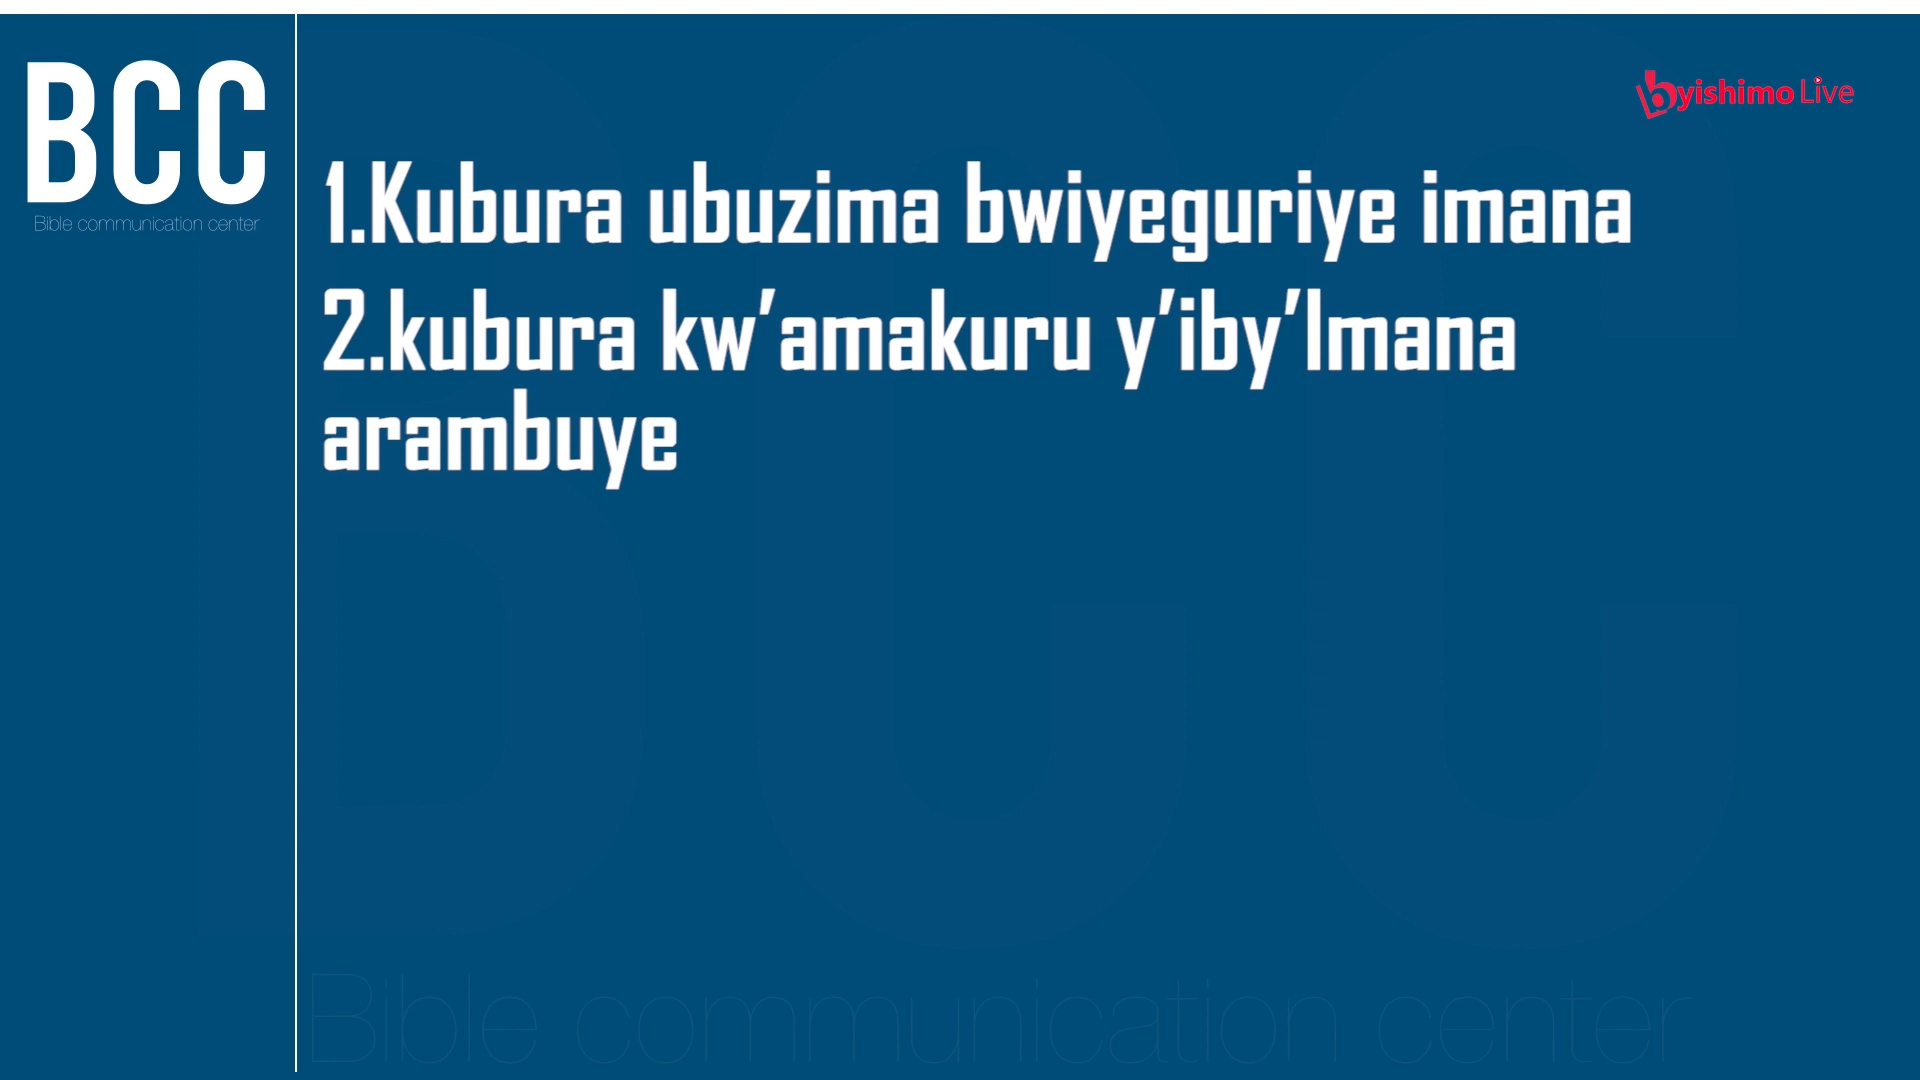 BCC
Bible communication center
byishimo Live
1.Kubura ubuzima bwiyeguriye imana
2.kubura kw’amakuru y’iby’Imana
arambuye
Bible communication center